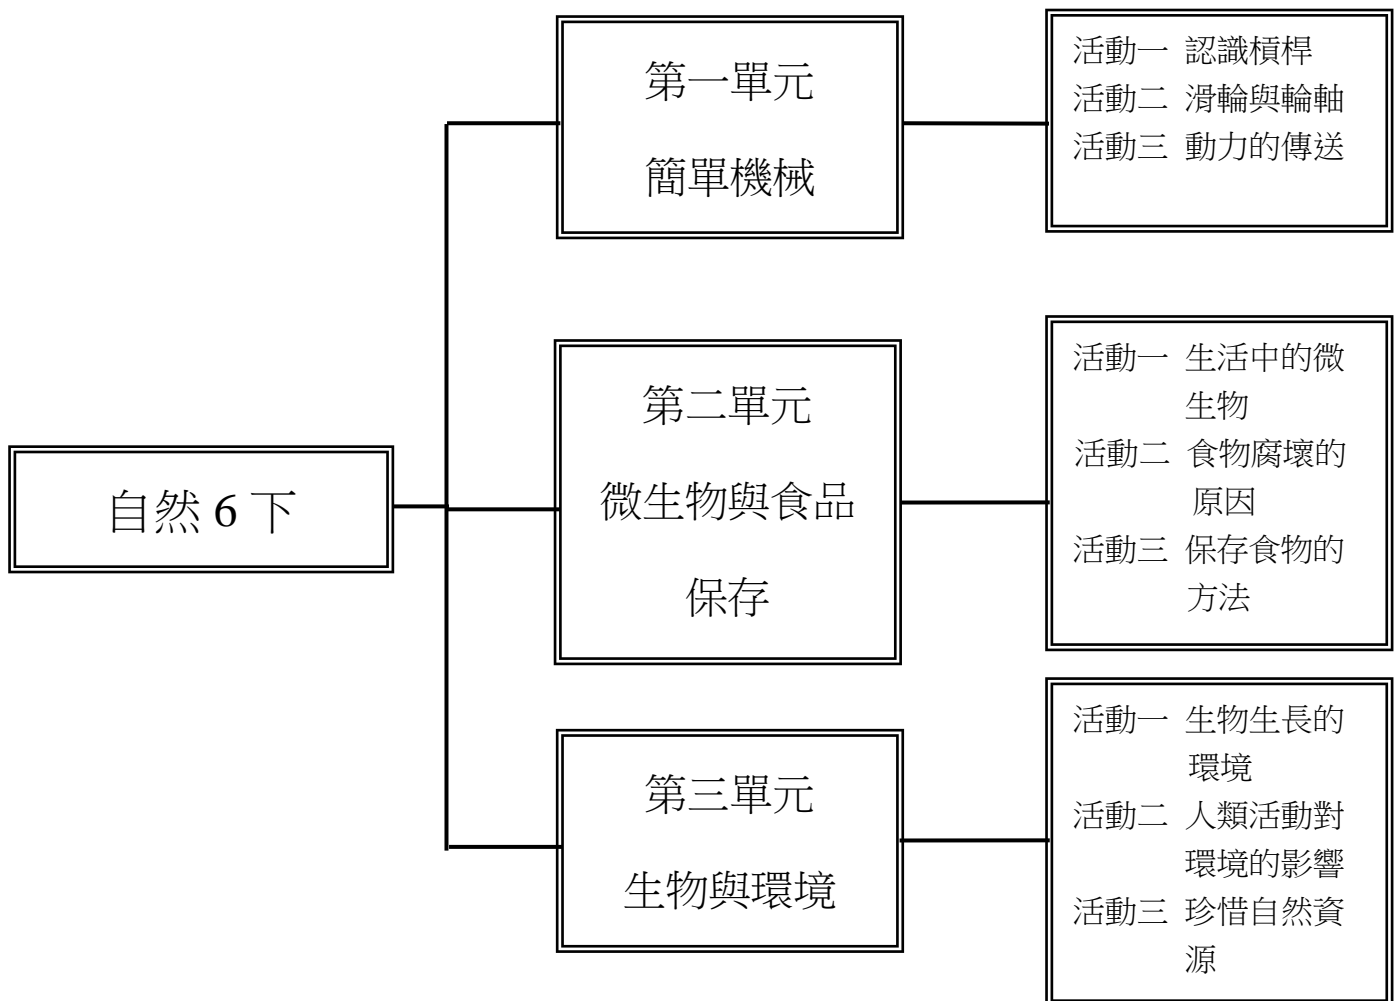 自然 6 下
第一單元
簡單機械
活動一 認識槓桿
活動二 滑輪與輪軸
活動三 動力的傳送
第二單元
微生物與食品
保存
活動一 生活中的微
生物
活動二 食物腐壞的
原因
活動三 保存食物的
方法
第三單元
生物與環境
活動一 生物生長的
環境
活動二 人類活動對
環境的影響
活動三 珍惜自然資
源